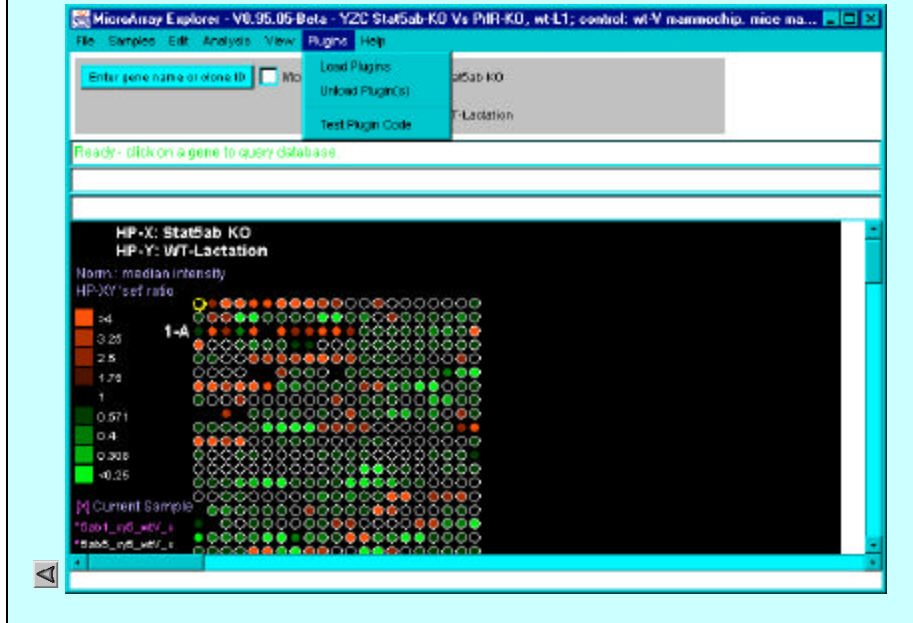 MicroArray Explorer - V0.95.05-Beta - YZC Stat5ab-KO Vs PrlR-KO, wt-L1; control: wt-V mammochip, mice ma...
File Samples Edit Analysis View Plugins Help
Load Plugins
Enter gene name or clone ID Mo
Unload Plugin(s)
Test Plugin Code
T-Lactation
Ready - click on a gene to query database.
HP-X: Stat5ab KO
HP-Y: WT-Lactation
Norm.: median intensity
HP-XY 'set' ratio
>4
1-A
3.25
2.5
1.75
1
0.571
0.4
0.308
<0.25
[X] Current Sample